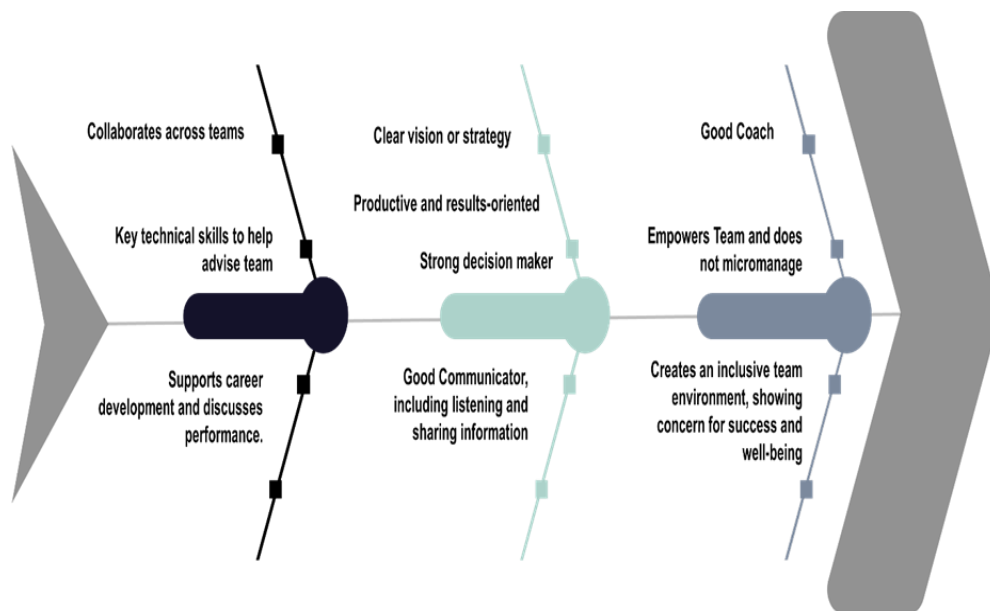 Collaborates across teams
Key technical skills to help
advise team
Supports career
development and discusses
performance.
Clear vision or strategy
Productive and results-oriented
Strong decision maker
Good Communicator,
including listening and
sharing information
Good Coach
Empowers Team and does
not micromanage
Creates an inclusive team
environment, showing
concern for success and
well-being